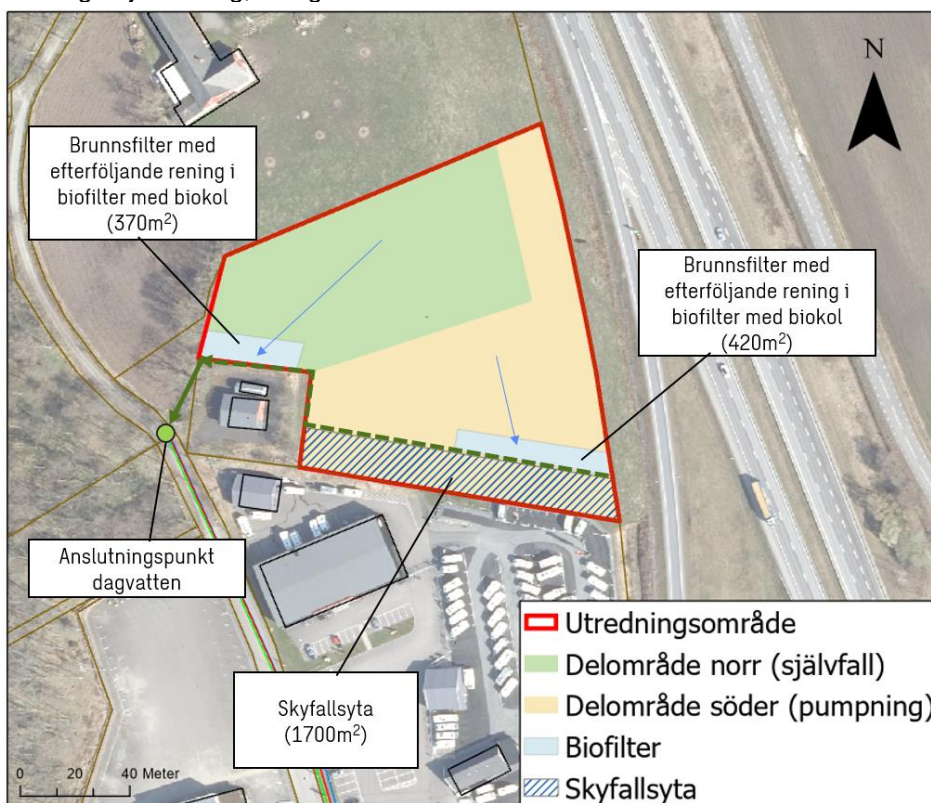 N
Brunnsfilter med
efterföljande rening i
biofilter med biokol
(370m²)
Brunnsfilter med
efterföljande rening i
biofilter med biokol
(420m²)
Anslutningspunkt
dagvatten
Skyfallsyta
(1700m²)
0 20 40 Meter
Utredningsområde
Delområde norr (självfall)
Delområde söder (pumpning)
Biofilter
Skyfallsyta